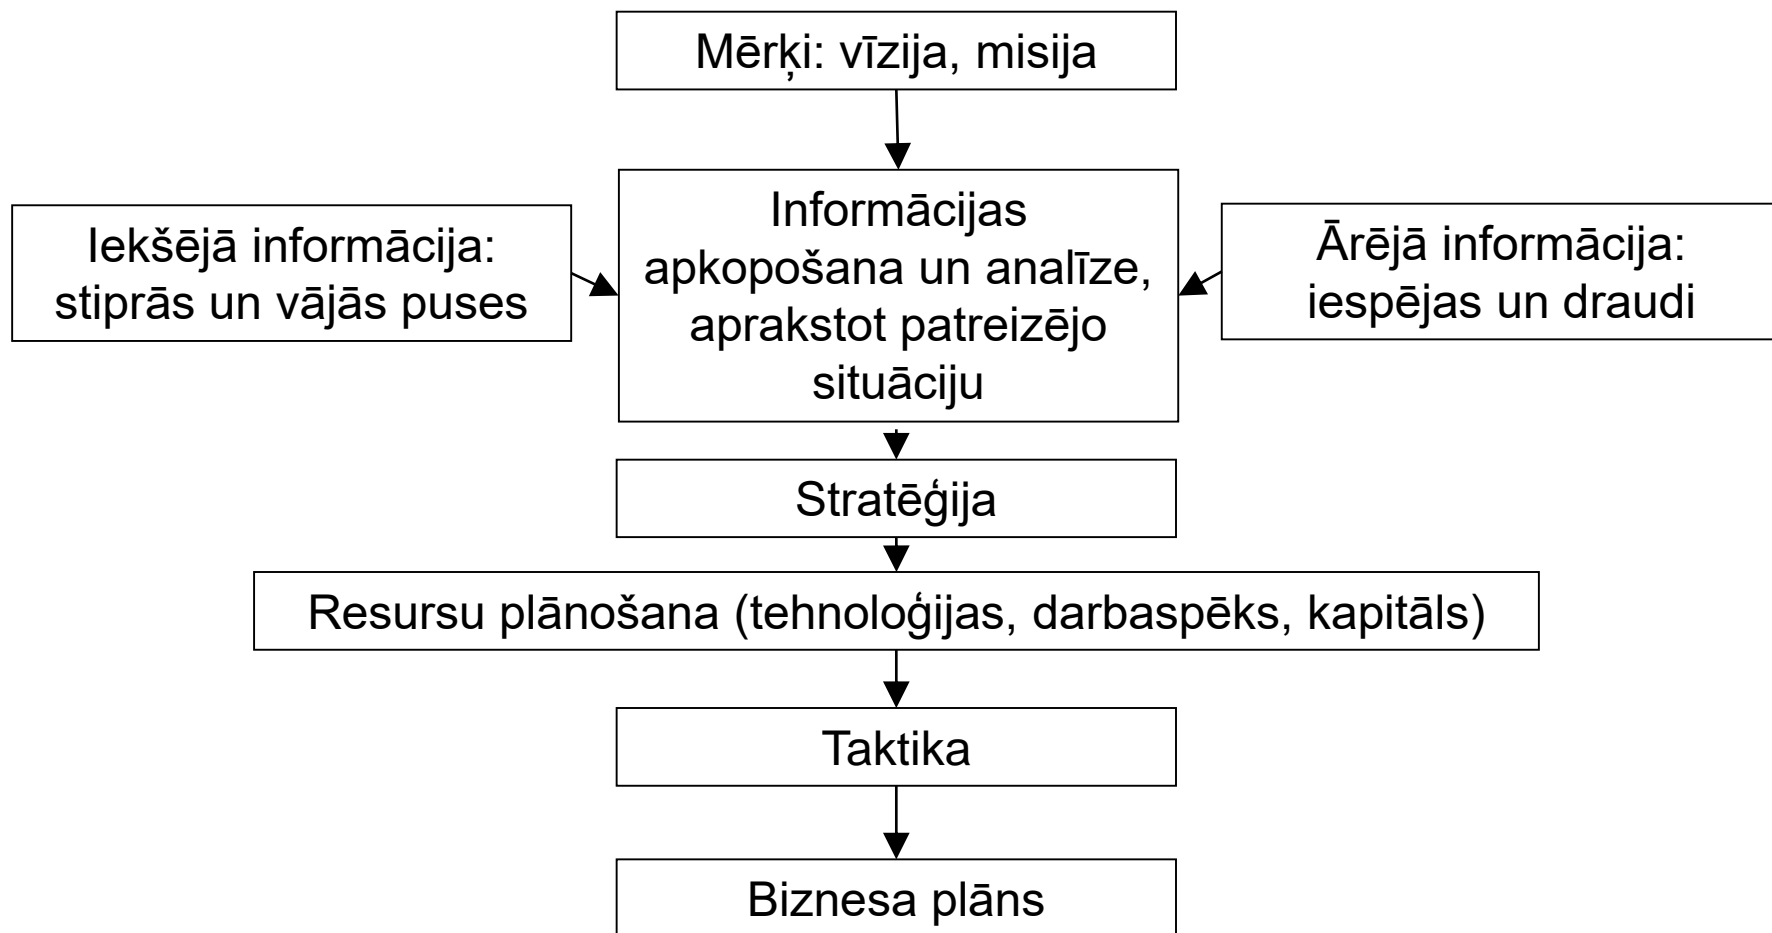 Mērķi: vīzija, misija
Iekšējā informācija:
stiprās un vājās puses
Informācijas
apkopošana un analīze,
aprakstot patreizējo
situāciju
Ārējā informācija:
iespējas un draudi
Stratēģija
Resursu plānošana (tehnoloģijas, darbaspēks, kapitāls)
Taktika
Biznesa plāns